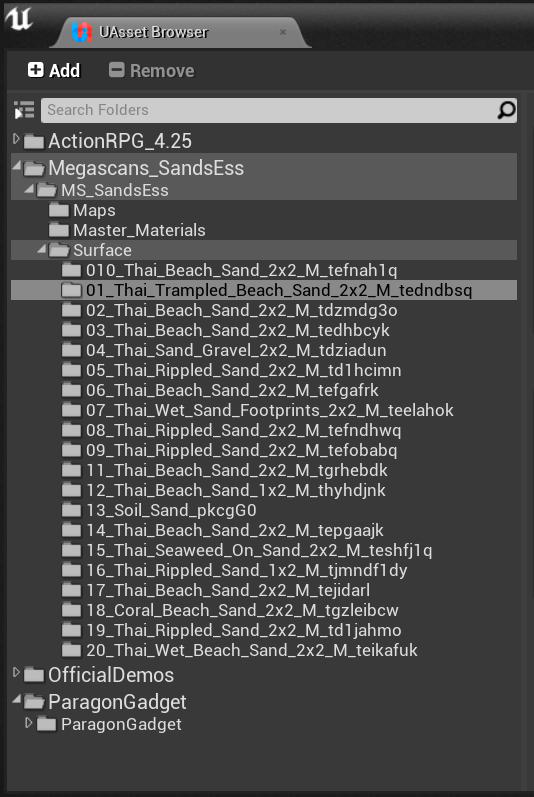 UAsset Browser
Add Remove
Search Folders
ActionRPG_4.25
Megascans_SandsEss
MS_SandsEss
Maps
Master_Materials
Surface
010_Thai_Beach_Sand_2x2_M_tefnah1q
01_Thai_Trampled_Beach_Sand_2x2_M_tedndbsq
02_Thai_Beach_Sand_2x2_M_tdzmdg3o
03_Thai_Beach_Sand_2x2_M_tedhbcyk
04_Thai_Sand_Gravel_2x2_M_tdziadun
05_Thai_Rippled_Sand_2x2_M_td1hcimn
06_Thai_Beach_Sand_2x2_M_tefgafrk
07_Thai_Wet_Sand_Footprints_2x2_M_teelahok
08_Thai_Rippled_Sand_2x2_M_tefndhwq
09_Thai_Rippled_Sand_2x2_M_tefobabq
11_Thai_Beach_Sand_2x2_M_tgrhebdk
12_Thai_Beach_Sand_1x2_M_thyhdjnk
13_Soil_Sand_pkcgG0
14_Thai_Beach_Sand_2x2_M_tepgaajk
15_Thai_Seaweed_On_Sand_2x2_M_teshfj1q
16_Thai_Rippled_Sand_1x2_M_tjmndf1dy
17_Thai_Beach_Sand_2x2_M_tejidarl
18_Coral_Beach_Sand_2x2_M_tgzleibcw
19_Thai_Rippled_Sand_2x2_M_td1jahmo
20_Thai_Wet_Beach_Sand_2x2_M_teikafuk
OfficialDemos
ParagonGadget
ParagonGadget